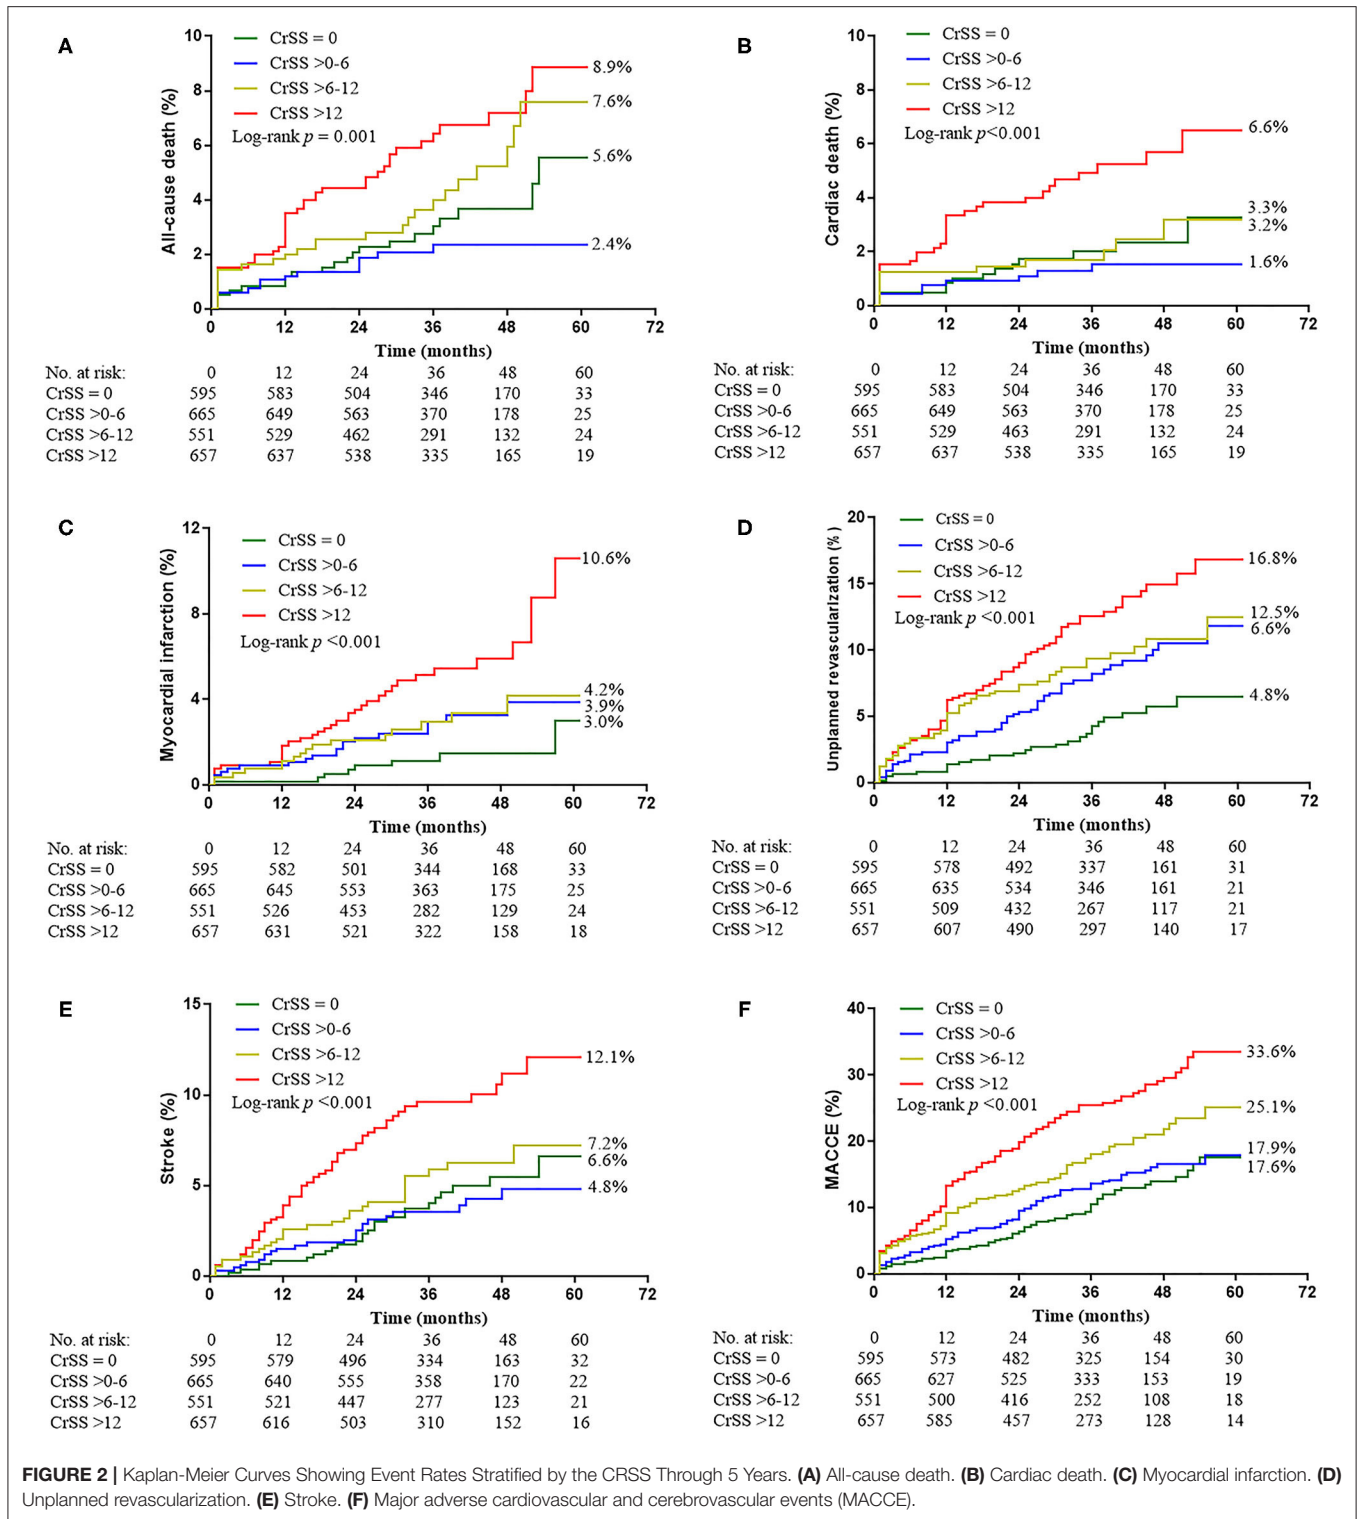 A
CrSS = 0
CrSS >0-6
CrSS >6-12
CrSS >12
Log-rank p = 0.001
All-cause death (%)
10
8
6
4
2
0
8.9%
7.6%
5.6%
2.4%
0 12 24 36 48 60 72
Time (months)
No. at risk: 0 12 24 36 48 60
CrSS = 0 595 583 504 346 170 33
CrSS >0-6 665 649 563 370 178 25
CrSS >6-12 551 529 462 291 132 24
CrSS >12 657 637 538 335 165 19
B
CrSS = 0
CrSS >0-6
CrSS >6-12
CrSS >12
Log-rank p<0.001
Cardiac death (%)
10
8
6
4
2
0
6.6%
3.3%
3.2%
1.6%
0 12 24 36 48 60 72
Time (months)
No. at risk: 0 12 24 36 48 60
CrSS = 0 595 583 504 346 170 33
CrSS >0-6 665 649 563 370 178 25
CrSS >6-12 551 529 463 291 132 24
CrSS >12 657 637 538 335 165 19
C
CrSS = 0
CrSS >0-6
CrSS >6-12
CrSS >12
Log-rank p <0.001
Myocardial infarction (%)
12
8
4
0
10.6%
4.2%
3.9%
3.0%
0 12 24 36 48 60 72
Time (months)
No. at risk: 0 12 24 36 48 60
CrSS = 0 595 582 501 344 168 33
CrSS >0-6 665 645 553 363 175 25
CrSS >6-12 551 526 453 282 129 24
CrSS >12 657 631 521 322 158 18
D
CrSS = 0
CrSS >0-6
CrSS >6-12
CrSS >12
Log-rank p <0.001
Unplanned revascularization (%)
20
15
10
5
0
16.8%
12.5%
6.6%
4.8%
0 12 24 36 48 60 72
Time (months)
No. at risk: 0 12 24 36 48 60
CrSS = 0 595 578 492 337 161 31
CrSS >0-6 665 635 534 346 161 21
CrSS >6-12 551 509 432 267 117 21
CrSS >12 657 607 490 297 140 17
E
CrSS = 0
CrSS >0-6
CrSS >6-12
CrSS >12
Log-rank p <0.001
Stroke (%)
15
10
5
0
12.1%
7.2%
6.6%
4.8%
0 12 24 36 48 60 72
Time (months)
No. at risk: 0 12 24 36 48 60
CrSS = 0 595 579 496 334 163 32
CrSS >0-6 665 640 555 358 170 22
CrSS >6-12 551 521 447 277 123 21
CrSS >12 657 616 503 310 152 16
F
CrSS = 0
CrSS >0-6
CrSS >6-12
CrSS >12
Log-rank p <0.001
MACCE (%)
40
30
20
10
0
33.6%
25.1%
17.9%
17.6%
0 12 24 36 48 60 72
Time (months)
No. at risk: 0 12 24 36 48 60
CrSS = 0 595 573 482 325 154 30
CrSS >0-6 665 627 525 333 153 19
CrSS >6-12 551 500 416 252 108 18
CrSS >12 657 585 457 273 128 14
FIGURE 2 | Kaplan-Meier Curves Showing Event Rates Stratified by the CRSS Through 5 Years. (A) All-cause death. (B) Cardiac death. (C) Myocardial infarction. (D)
Unplanned revascularization. (E) Stroke. (F) Major adverse cardiovascular and cerebrovascular events (MACCE).